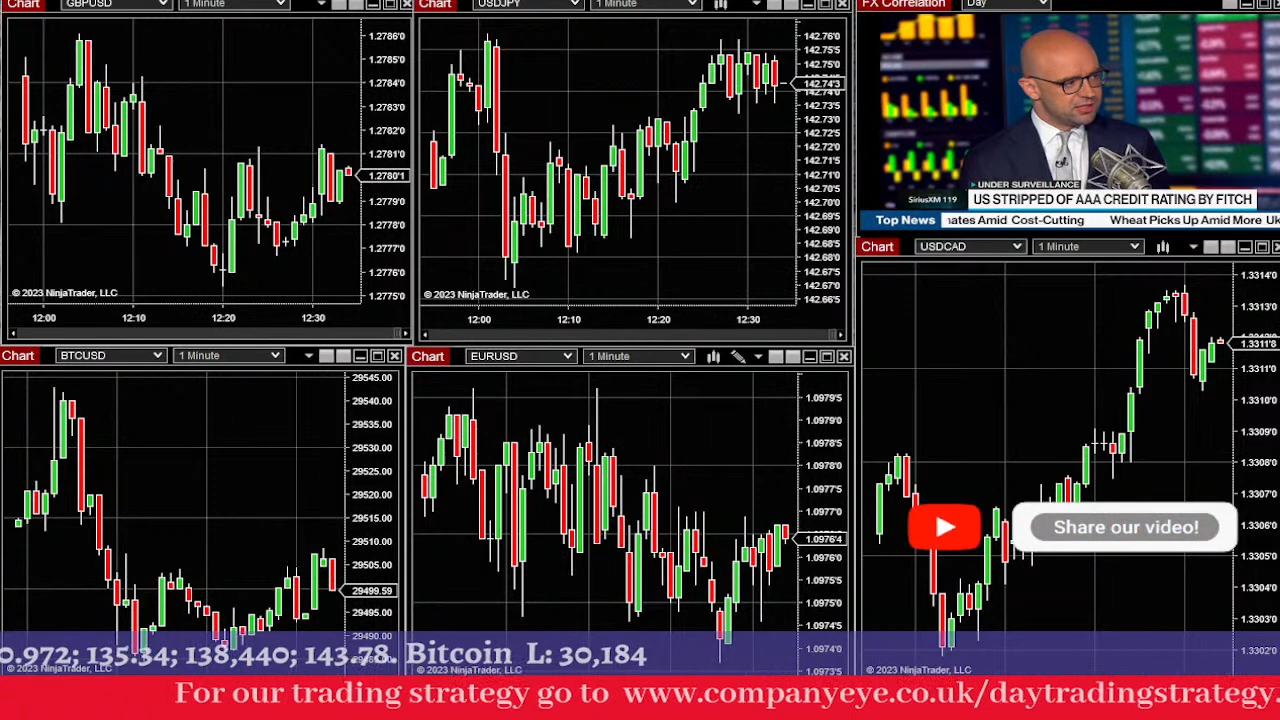 Chart
GBPUSD
1 Minute
1.2786'0
1.2785'0
1.2784'0
1.2783'0
1.2782'0
1.2781'0
1.2780'1
1.2779'0
1.2778'0
1.2777'0
1.2776'0
1.2775'0
© 2023 NinjaTrader, LLC
12:00
12:10
12:20
12:30
Chart
USDJPY
1 Minute
142.76'0
142.75'5
142.75'0
142.74'3
142.74'0
142.73'5
142.73'0
142.72'5
142.72'0
142.71'5
142.71'0
142.70'5
142.70'0
142.69'5
142.69'0
142.68'5
142.68'0
142.67'5
142.67'0
142.66'5
© 2023 NinjaTrader, LLC
12:00
12:10
12:20
12:30
FX Correlation
Day
UNDER SURVEILLANCE
SiriusXM 119
US STRIPPED OF AAA CREDIT RATING BY FITCH
Top News
nates Amid Cost-Cutting
Wheat Picks Up Amid More Uk
Chart
USDCAD
1 Minute
1.3314'0
1.3313'0
1.3311'8
1.3311'0
1.3310'0
1.3309'0
1.3308'0
1.3307'0
1.3306'0
1.3305'0
1.3304'0
1.3303'0
1.3302'0
© 2023 NinjaTrader, LLC
Share our video!
Chart
BTCUSD
1 Minute
29545.00
29540.00
29535.00
29530.00
29525.00
29520.00
29515.00
29510.00
29505.00
29499.59
29495.00
29490.00
© 2023 NinjaTrader, LLC
Chart
EURUSD
1 Minute
1.0979'5
1.0979'0
1.0978'5
1.0978'0
1.0977'5
1.0977'0
1.0976'4
1.0976'0
1.0975'5
1.0975'0
1.0974'5
1.0974'0
1.0973'5
© 2023 NinjaTrader, LLC
0,972; 135.34; 138,440; 143.78. Bitcoin L: 30,184
For our trading strategy go to www.companyeye.co.uk/daytradingstrategy.